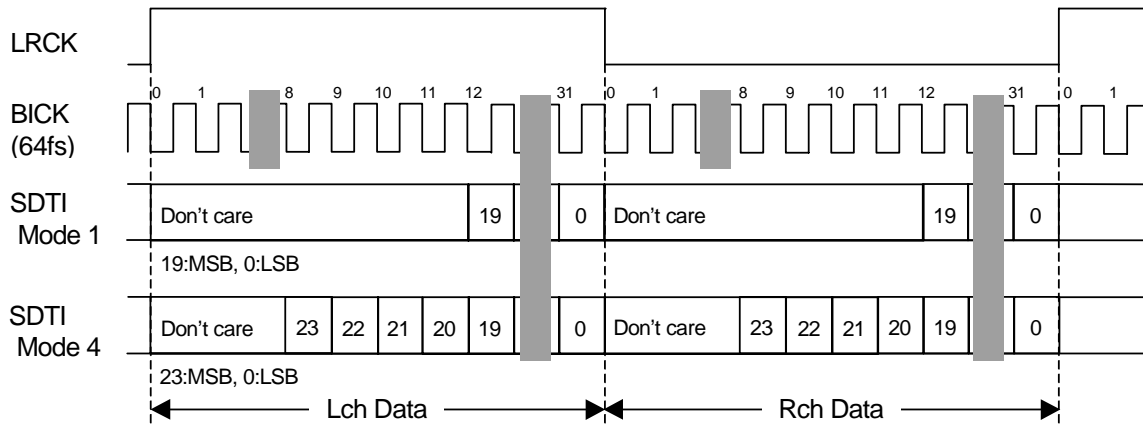 LRCK
0 1 8 9 10 11 12 31 0 1 8 9 10 11 12 31 0 1
BICK
(64fs)
SDTI
Mode 1
Don't care 19 0 Don't care 19 0
19:MSB, 0:LSB
SDTI
Mode 4
Don't care 23 22 21 20 19 0 Don't care 23 22 21 20 19 0
23:MSB, 0:LSB
Lch Data Rch Data